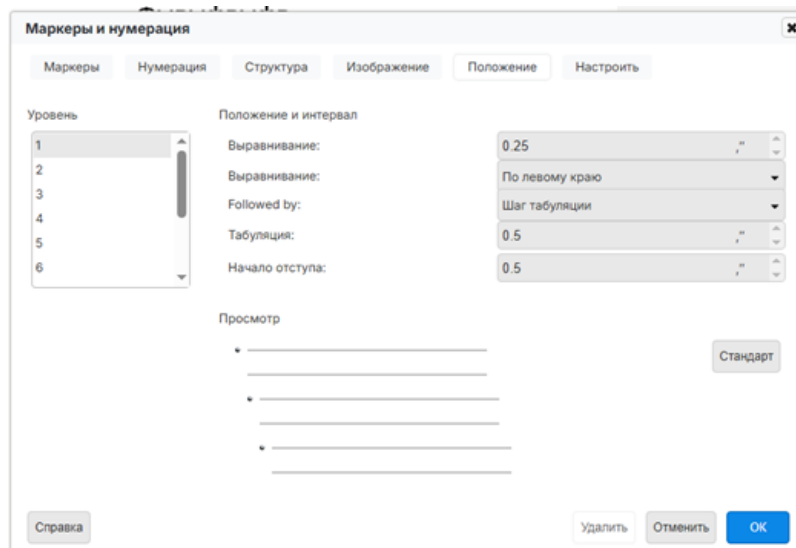 Маркеры и нумерация
Маркеры Нумерация Структура Изображение Положение Настроить
Уровень
Положение и интервал
1
2
3
4
5
6
Выравнивание: 0.25 ,"
Выравнивание: По левому краю
Followed by: Шаг табуляции
Табуляция: 0.5 ,"
Начало отступа: 0.5 ,"
Просмотр
Стандарт
Справка Удалить Отменить ОК